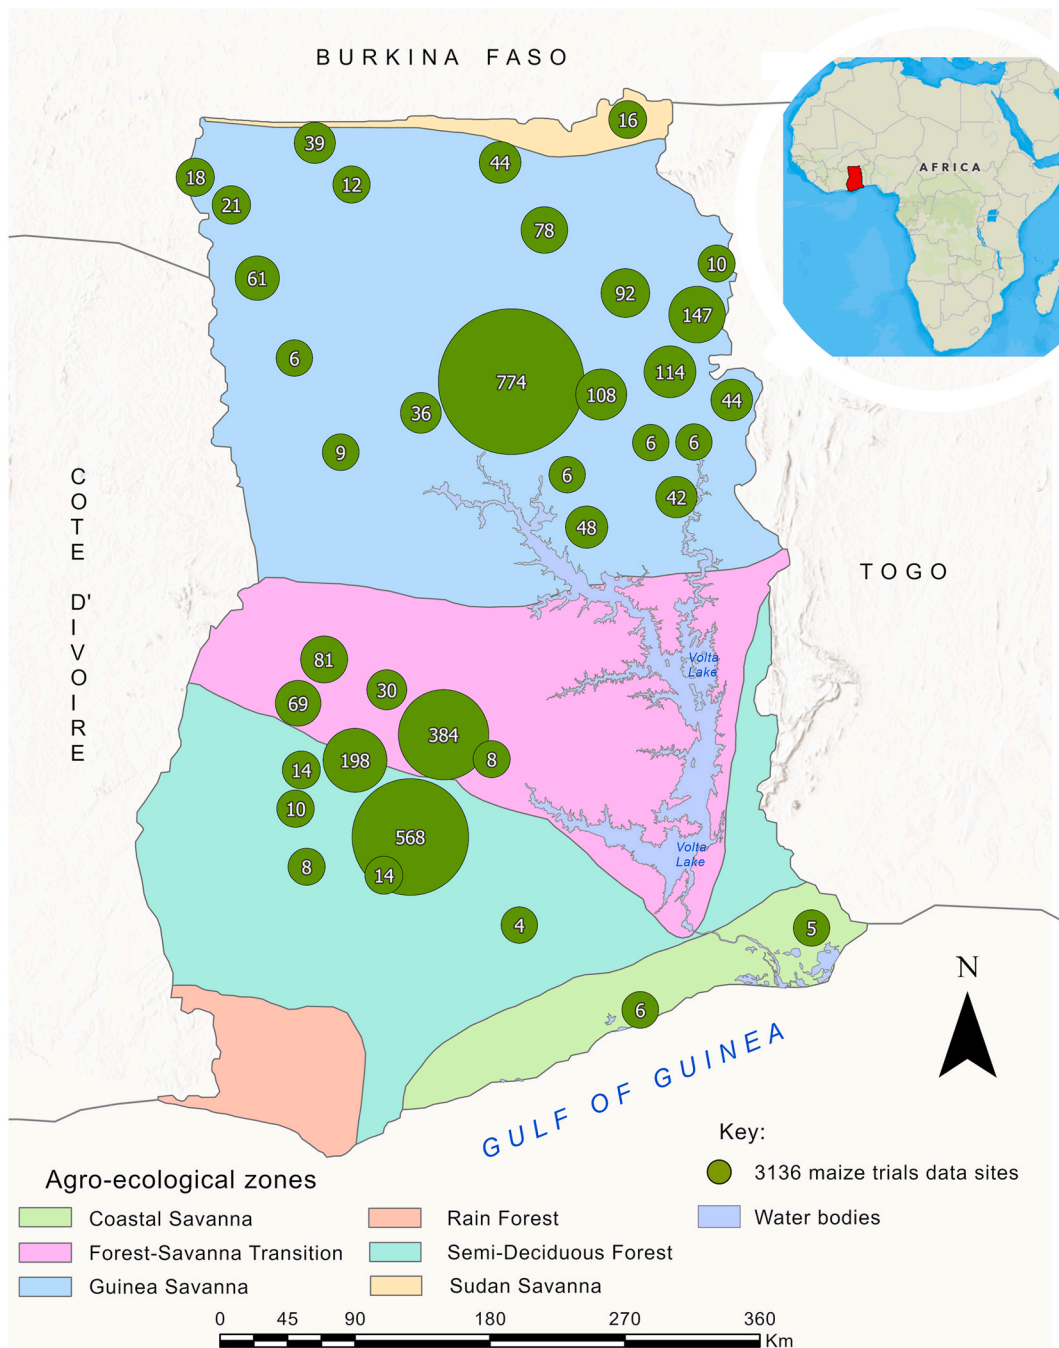 BURKINA FASO
AFRICA
16
39
44
18
12
21
78
10
61
92
147
6
114
774
108
44
36
6
6
9
6
42
48
COTE D'IVOIRE
TOGO
81
Volta
Lake
30
69
384
198
8
14
10
568
Volta
Lake
8
14
4
5
6
N
GULF OF GUINEA
Key:
3136 maize trials data sites
Water bodies
Agro-ecological zones
Coastal Savanna
Rain Forest
Forest-Savanna Transition
Semi-Deciduous Forest
Guinea Savanna
Sudan Savanna
0 45 90 180 270 360
Km